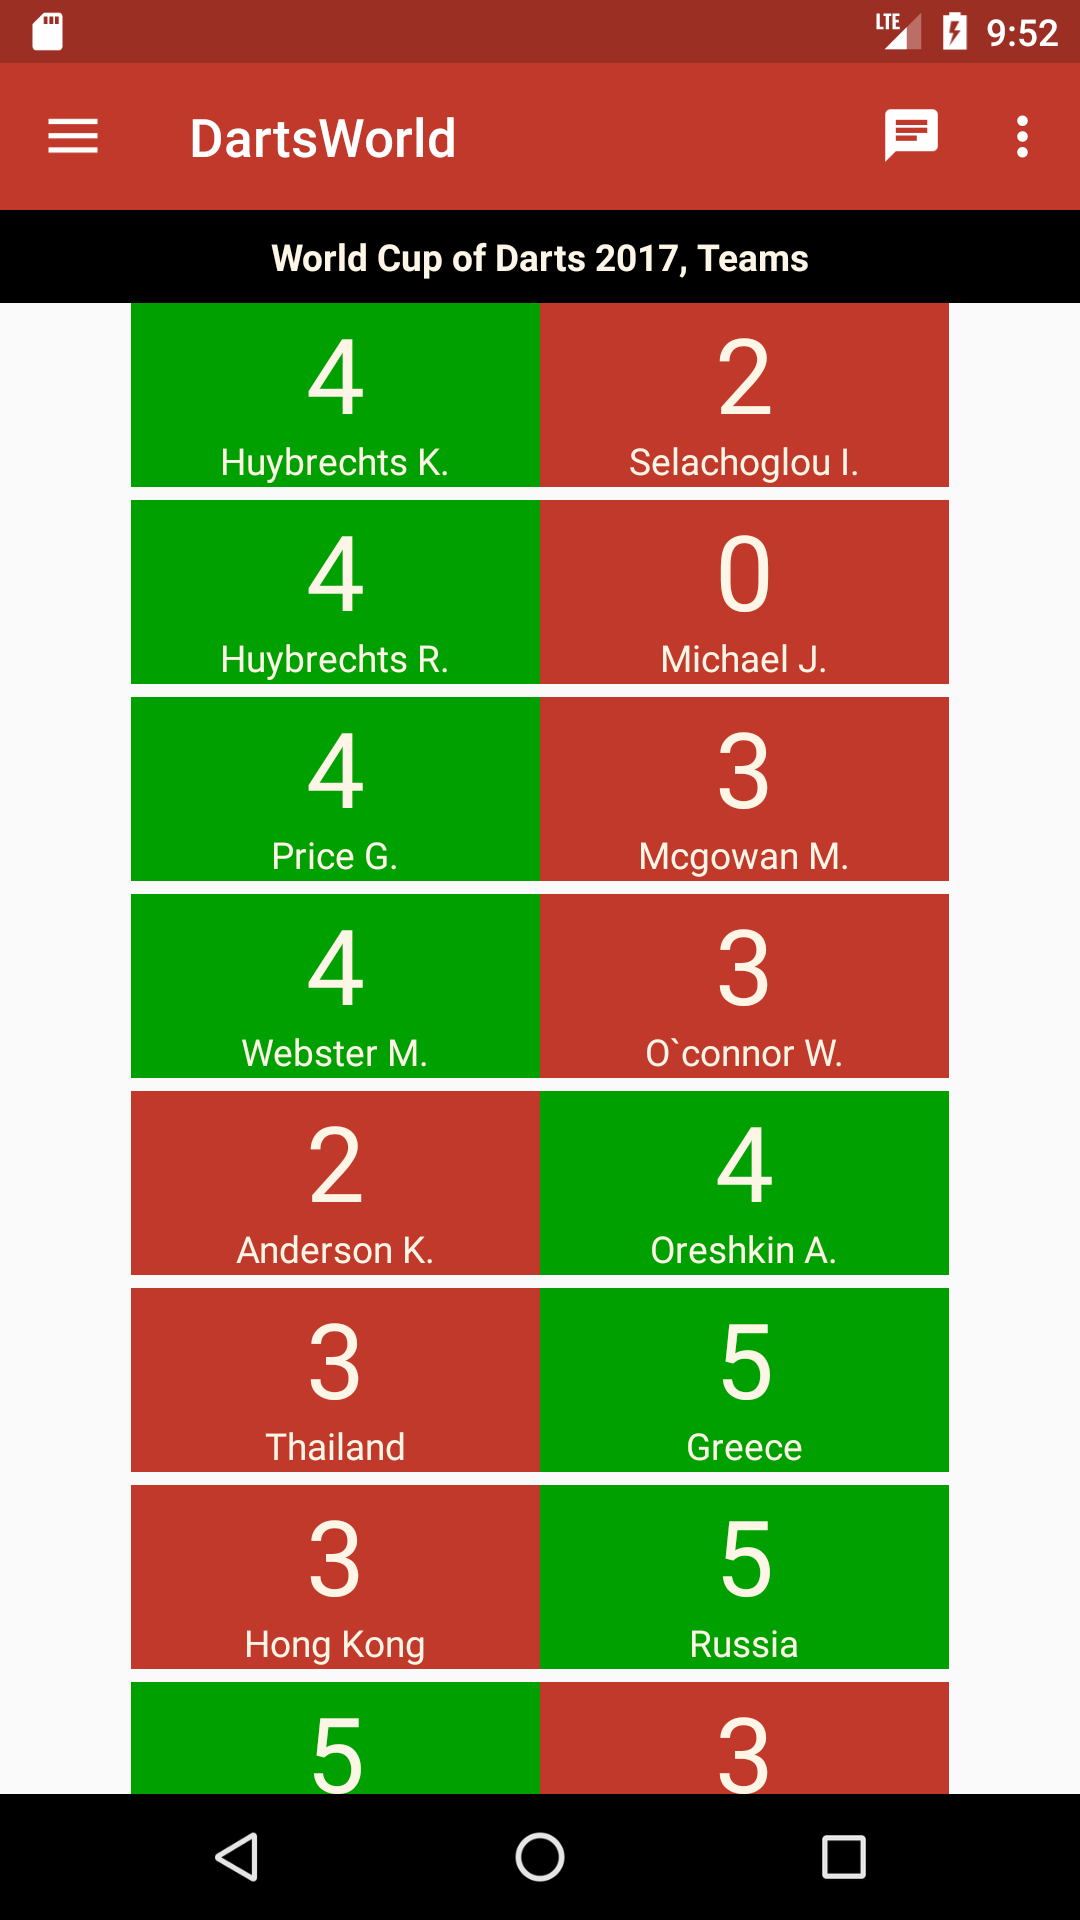 LTE 9:52
DartsWorld
World Cup of Darts 2017, Teams
4 2
Huybrechts K. Selachoglou I.
4 0
Huybrechts R. Michael J.
4 3
Price G. Mcgowan M.
4 3
Webster M. O`connor W.
2 4
Anderson K. Oreshkin A.
3 5
Thailand Greece
3 5
Hong Kong Russia
5 3